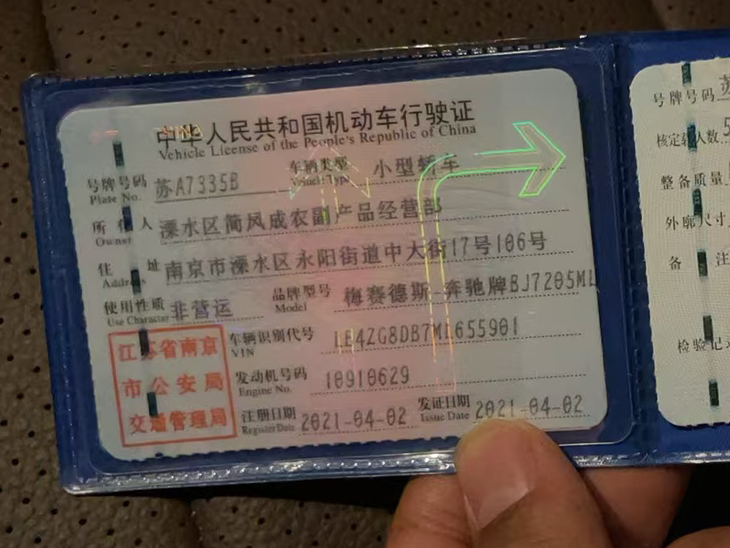 中华人民共和国机动车行驶证
Vehicle License of the People's Republic of China
号牌号码 苏A7335B 车辆类型 小型轿车
Plate No. Vehicle Type
所有人 溧水区简凤成农副产品经营部
Owner
住址 南京市溧水区永阳街道中大街17号106号
Address
使用性质 非营运 品牌型号 梅赛德斯-奔驰牌BJ7205ML
Use Character Model
江苏省南京
市公安局
交通管理局
车辆识别代号 LE4ZG8DB7ML655901
VIN
发动机号码 10910629
Engine No.
注册日期 2021-04-02 发证日期 2021-04-02
Register Date Issue Date
号牌号码 苏
核定载人数 5
整备质量
外廓尺寸
备 注
检验记录